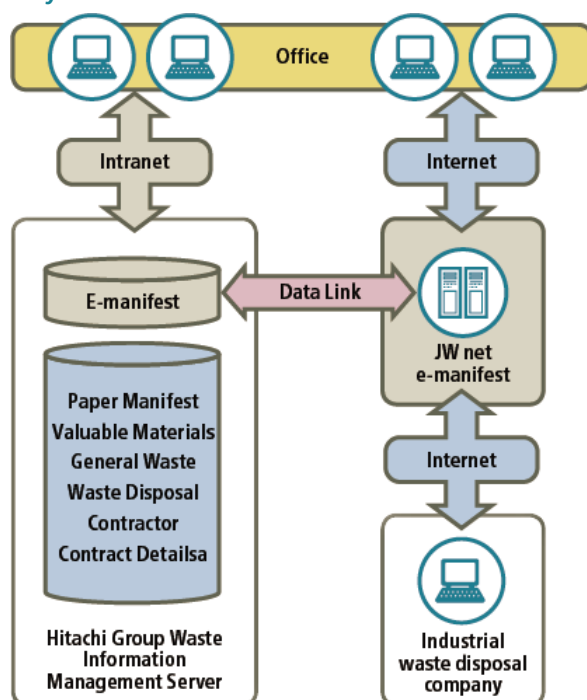 Office
Intranet
Internet
E-manifest
Data Link
JW net
e-manifest
Paper Manifest
Valuable Materials
General Waste
Waste Disposal
Contractor
Contract Detailsa
Internet
Hitachi Group Waste
Information
Management Server
Industrial
waste disposal
company